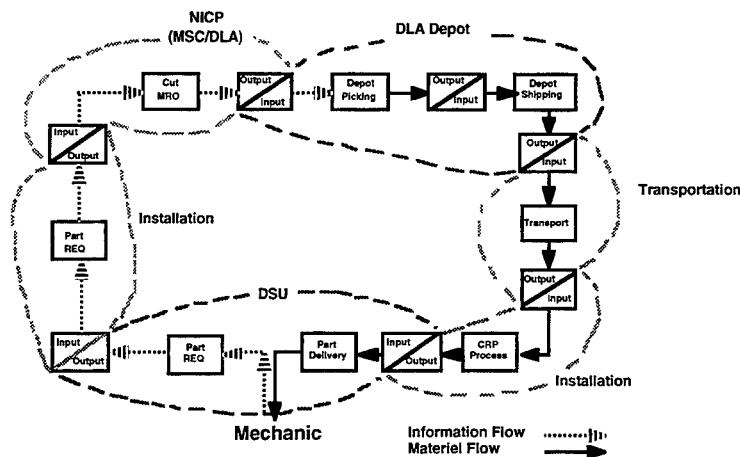 NICP
(MSC/DLA)
DLA Depot
Cut
MRO
Output
Input
Depot
Picking
Output
Input
Depot
Shipping
Input
Output
Output
Input
Transportation
Installation
Part
REQ
Transport
Output
Input
DSU
Input
Output
Part
REQ
Part
Delivery
Input
Output
CRP
Process
Installation
Mechanic
Information Flow
Materiel Flow